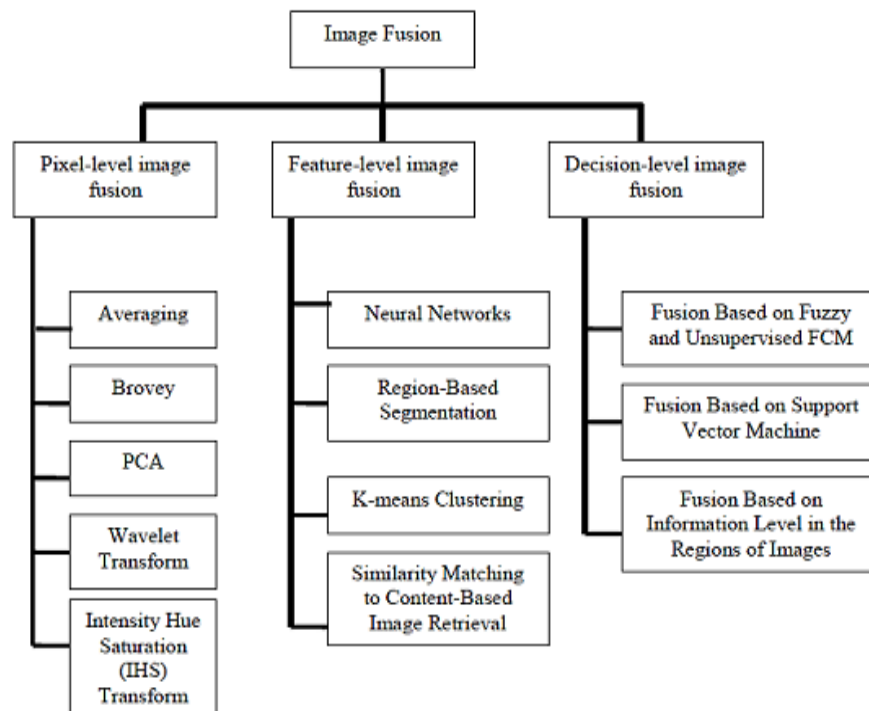 Image Fusion
Pixel-level image
fusion
Feature-level image
fusion
Decision-level image
fusion
Averaging
Brovey
PCA
Wavelet
Transform
Intensity Hue
Saturation
(IHS)
Transform
Neural Networks
Region-Based
Segmentation
K-means Clustering
Similarity Matching
to Content-Based
Image Retrieval
Fusion Based on Fuzzy
and Unsupervised FCM
Fusion Based on Support
Vector Machine
Fusion Based on
Information Level in the
Regions of Images